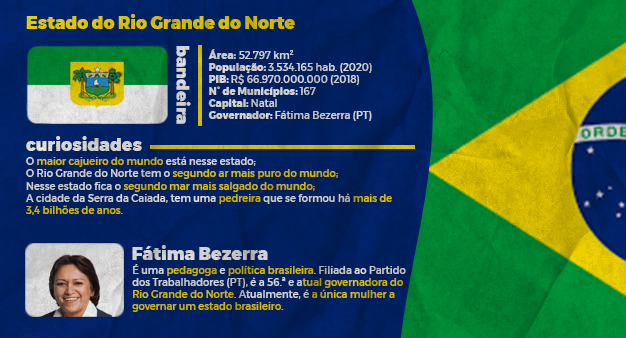 Estado do Rio Grande do Norte
bandeira
Área: 52.797 km²
População: 3.534.165 hab. (2020)
PIB: R$ 66.970.000.000 (2018)
N° de Municípios: 167
Capital: Natal
Governador: Fátima Bezerra (PT)
curiosidades
O maior cajueiro do mundo está nesse estado;
O Rio Grande do Norte tem o segundo ar mais puro do mundo;
Nesse estado fica o segundo mar mais salgado do mundo;
A cidade da Serra da Caiada, tem uma pedreira que se formou há mais de
3,4 bilhões de anos.
Fátima Bezerra
É uma pedagoga e política brasileira. Filiada ao Partido
dos Trabalhadores (PT), é a 56.ª e atual governadora do
Rio Grande do Norte. Atualmente, é a única mulher a
governar um estado brasileiro.
ORDE